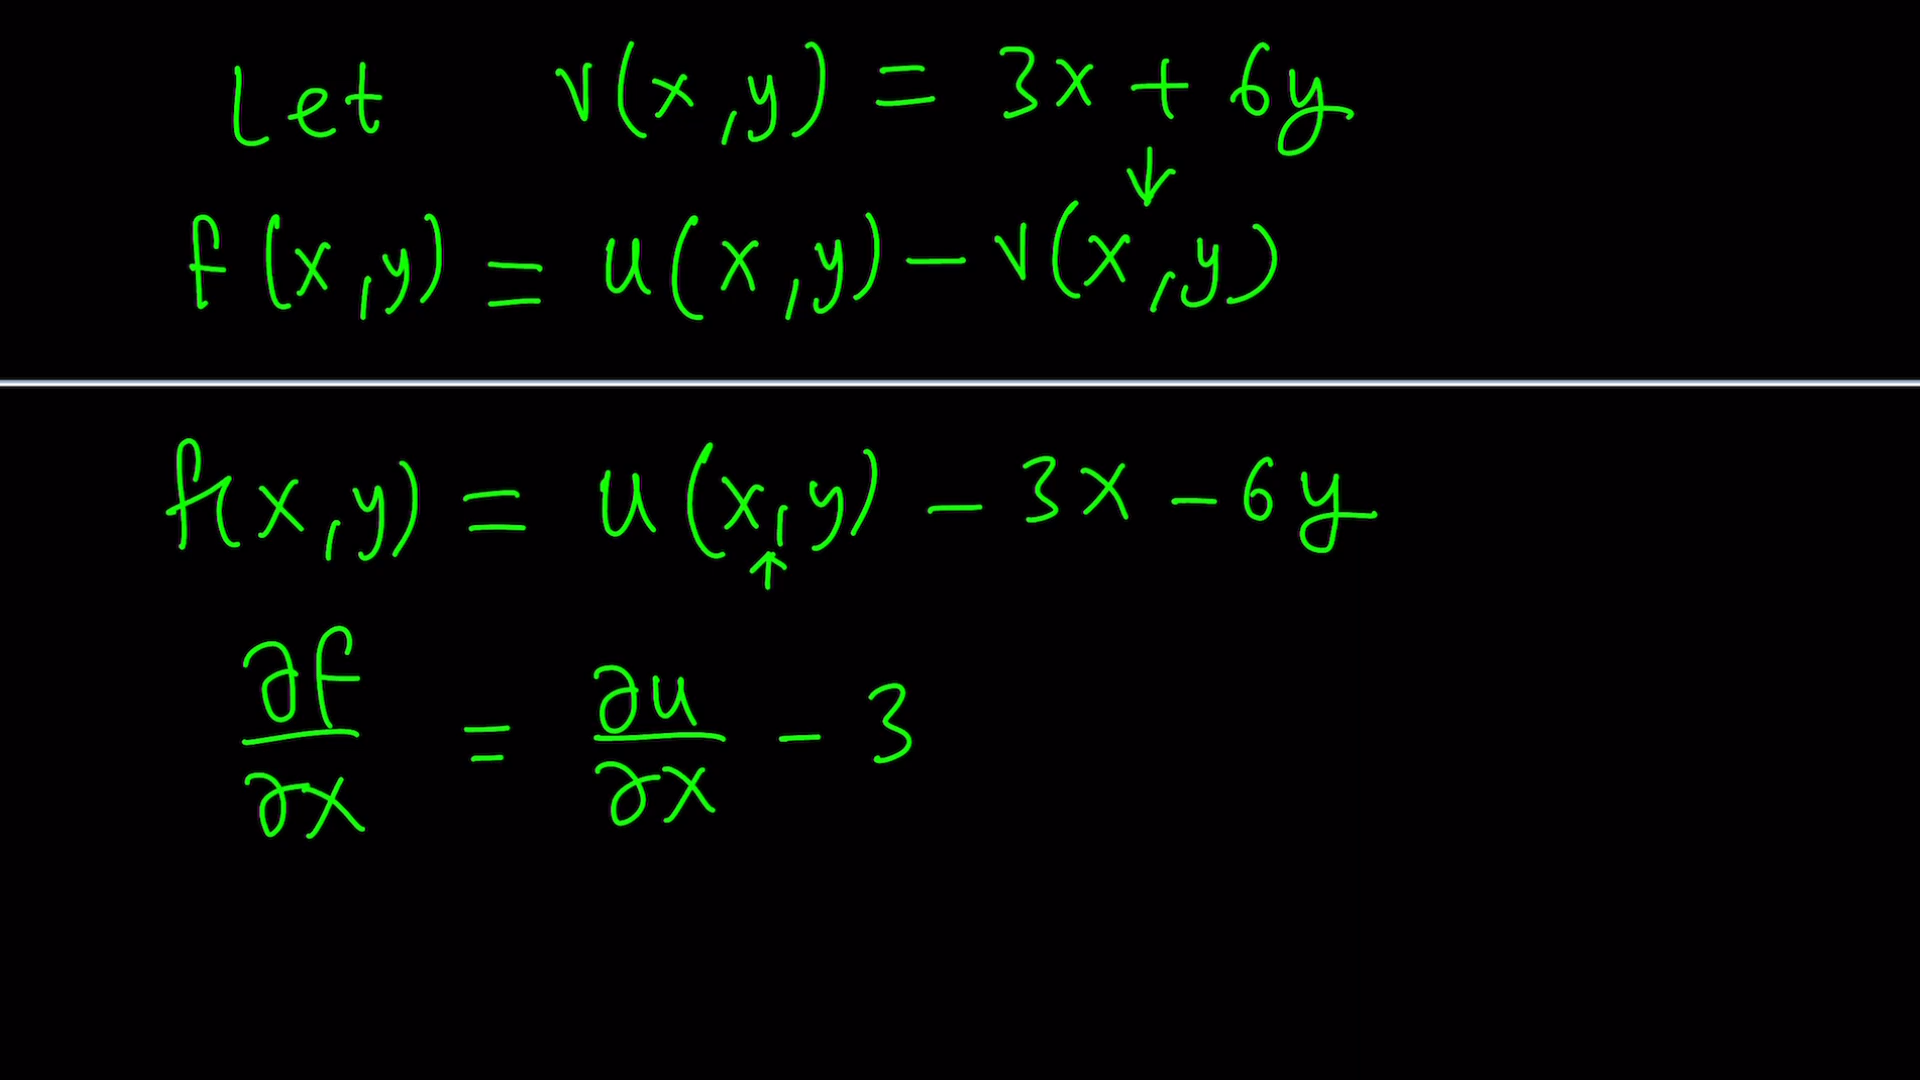 Let v(x,y) = 3x + 6y
↓
f(x,y) = u(x,y) − v(x,y)
f(x,y) = u(x,y) − 3x − 6y
↑
∂f/∂x = ∂u/∂x − 3